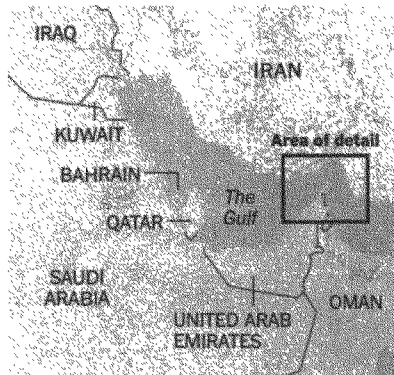 IRAQ
IRAN
KUWAIT
Area of detail
BAHRAIN
The
Gulf
QATAR
SAUDI
ARABIA
OMAN
UNITED ARAB
EMIRATES